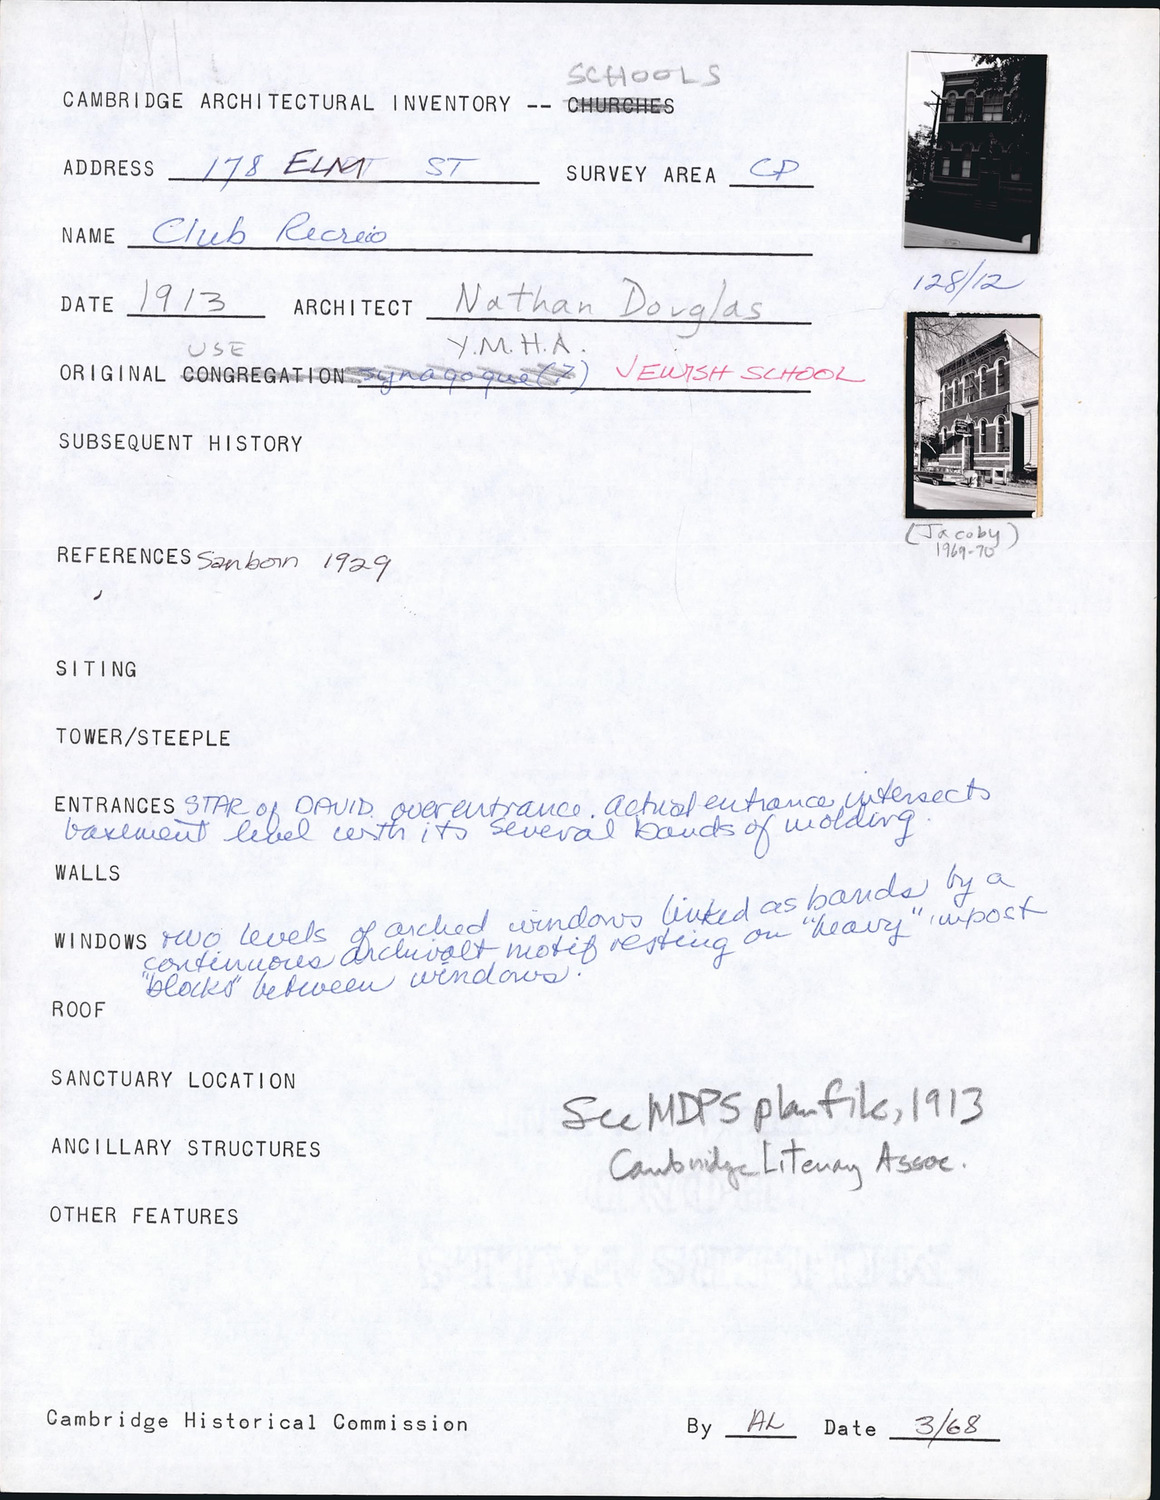 SCHOOLS
CAMBRIDGE ARCHITECTURAL INVENTORY -- CHURCHES
ADDRESS 178 ELM ST SURVEY AREA CP
NAME Club Recreio
128/12
DATE 1913 ARCHITECT Nathan Douglas
USE Y.M.H.A.
ORIGINAL CONGREGATION synagogue(?) JEWISH SCHOOL
SUBSEQUENT HISTORY
(Jacoby)
1969-70
REFERENCES Sanborn 1929
SITING
TOWER/STEEPLE
ENTRANCES STAR of DAVID over entrance. actual entrance intersects
basement level with its several bands of molding.
WALLS
WINDOWS two levels of arched windows linked as bands by a
continuous archivolt motif resting on "heavy" impost
"blocks" between windows.
ROOF
SANCTUARY LOCATION
See MDPS plan file, 1913
ANCILLARY STRUCTURES
Cambridge Literary Assoc.
OTHER FEATURES
Cambridge Historical Commission By AL Date 3/68